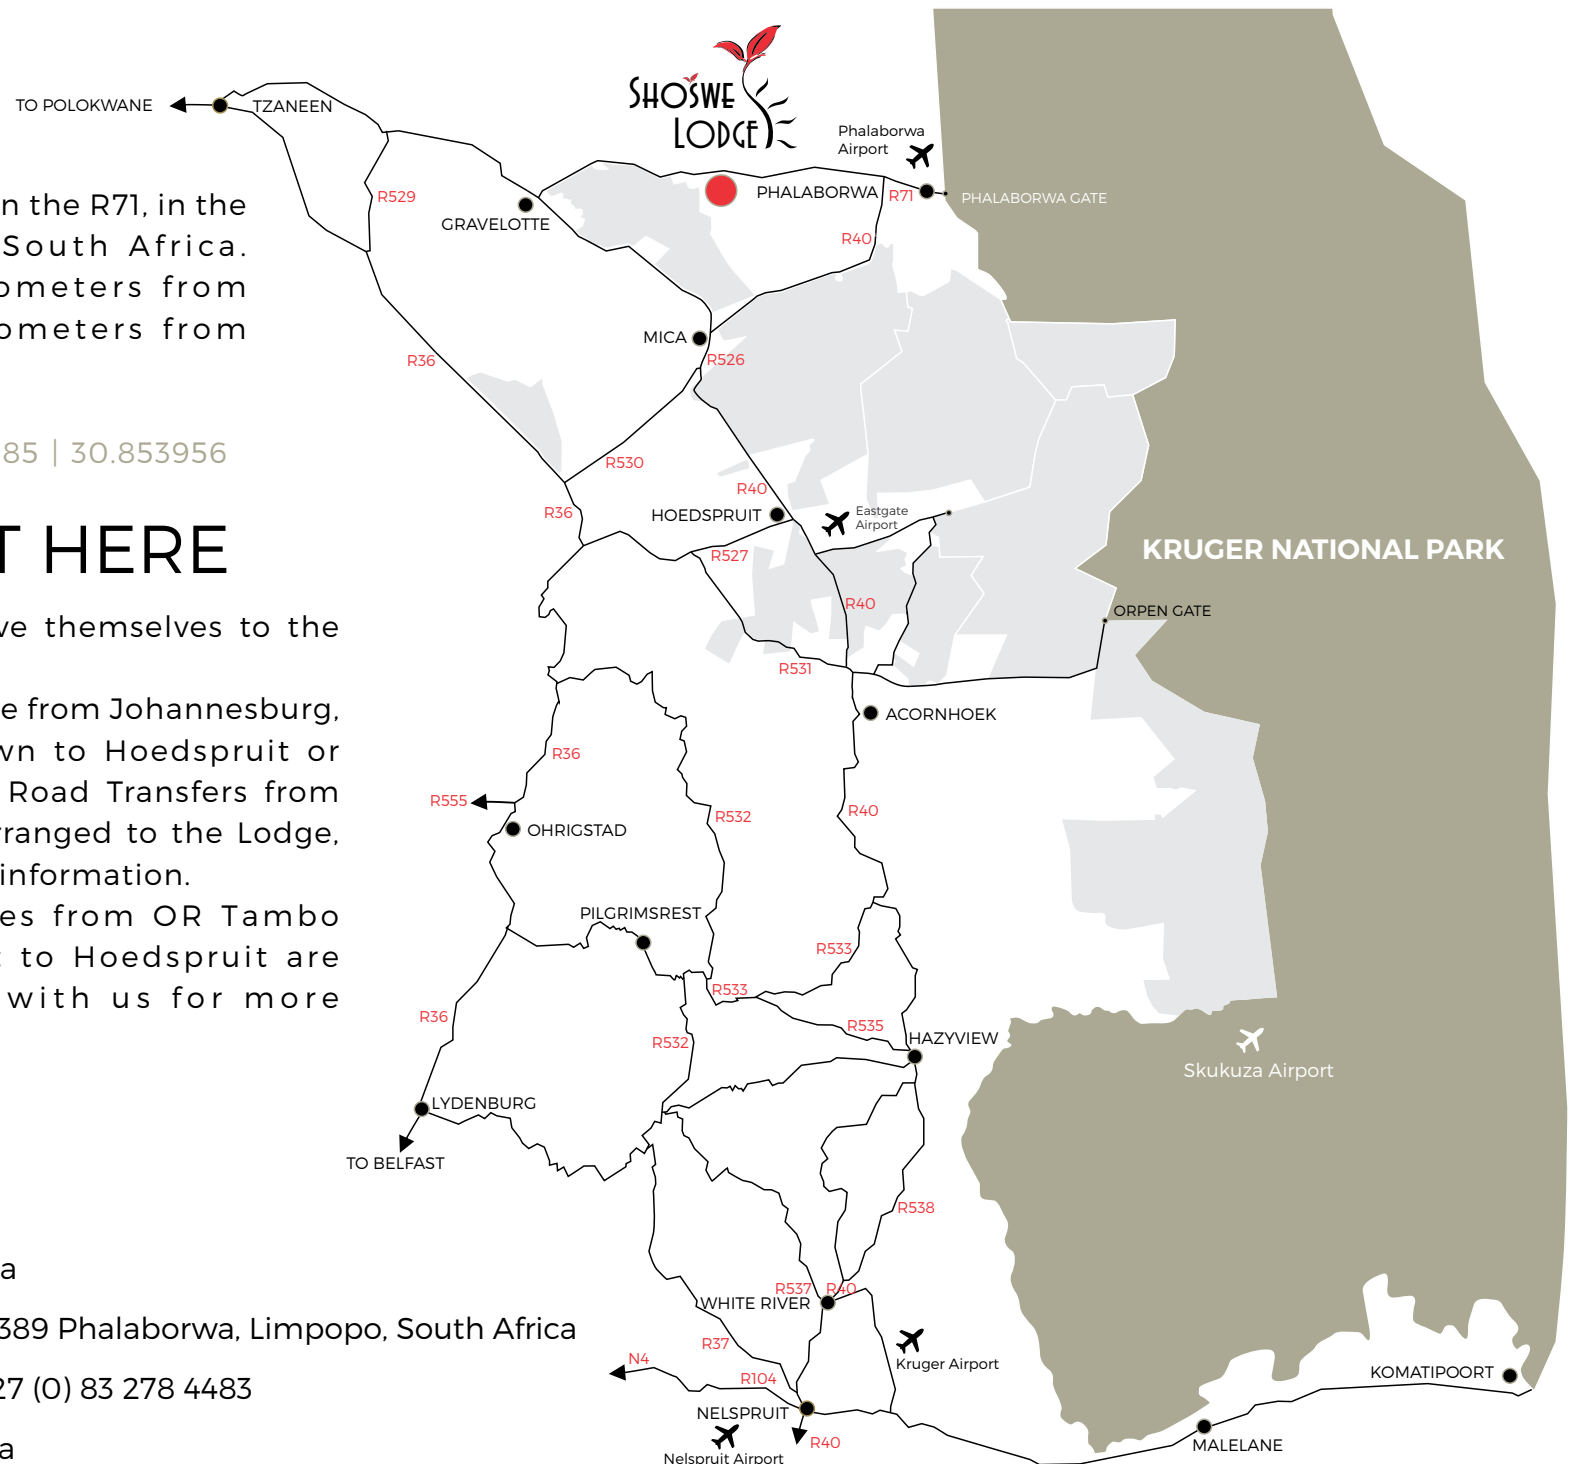 n the R71, in the
South Africa.
ometers from
ometers from
85 | 30.853956
T HERE
ve themselves to the
e from Johannesburg,
wn to Hoedspruit or
Road Transfers from
rranged to the Lodge,
information.
es from OR Tambo
t to Hoedspruit are
with us for more
a
389 Phalaborwa, Limpopo, South Africa
27 (0) 83 278 4483
a
SHOSWE
LODGE
TO POLOKWANE
TZANEEN
Phalaborwa
Airport
R529
GRAVELOTTE
PHALABORWA
R71
PHALABORWA GATE
R40
MICA
R526
R36
R530
R40
R36
HOEDSPRUIT
Eastgate
Airport
R527
KRUGER NATIONAL PARK
R40
ORPEN GATE
R531
ACORNHOEK
R36
R555
R532
R40
OHRIGSTAD
PILGRIMSREST
R533
R533
R36
R532
R535
HAZYVIEW
Skukuza Airport
LYDENBURG
TO BELFAST
R538
R537
R40
WHITE RIVER
R37
Kruger Airport
N4
R104
KOMATIPOORT
NELSPRUIT
R40
MALELANE
Nelspruit Airport